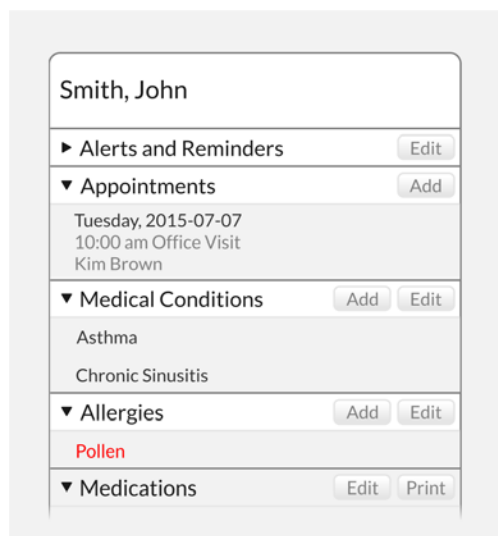 Smith, John
Alerts and Reminders Edit
Appointments Add
Tuesday, 2015-07-07
10:00 am Office Visit
Kim Brown
Medical Conditions Add Edit
Asthma
Chronic Sinusitis
Allergies Add Edit
Pollen
Medications Edit Print